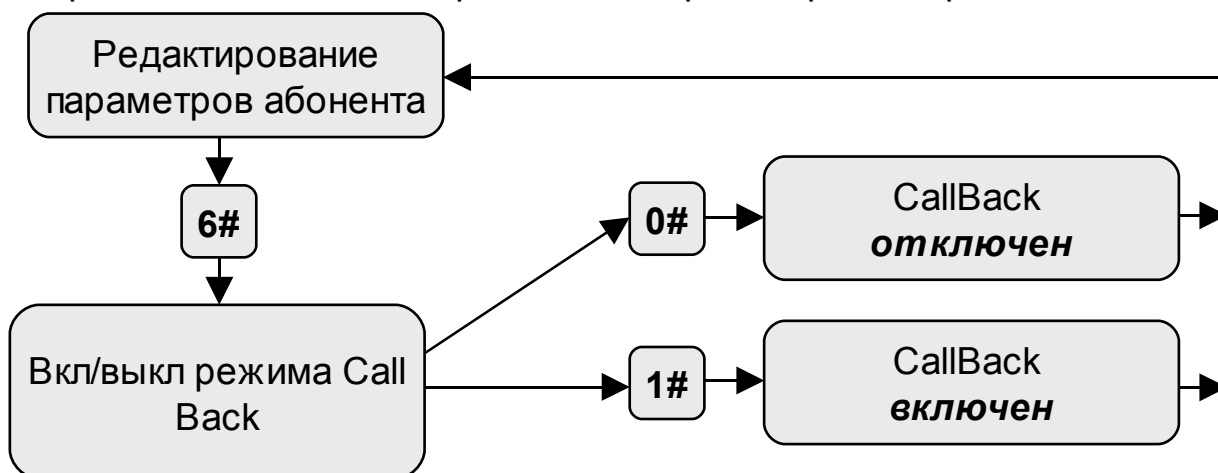 Редактирование
параметров абонента
6#
0#
CallBack
отключен
Вкл/выкл режима Call
Back
1#
CallBack
включен